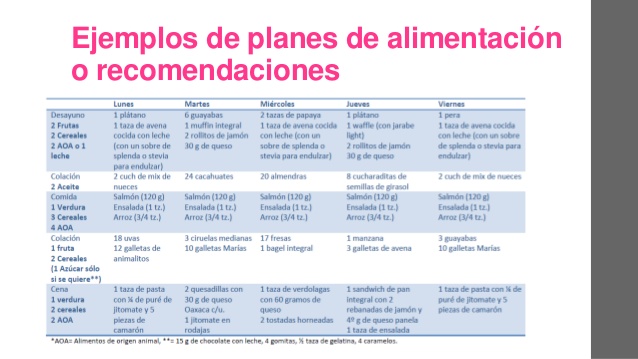 Ejemplos de planes de alimentación
o recomendaciones
Lunes Martes Miércoles Jueves Viernes
Desayuno 1 plátano 6 guayabas 2 tazas de papaya 1 plátano 1 pera
2 Frutas 1 taza de avena 1 muffin integral 1 taza de avena cocida 1 waffle (con jarabe 1 taza de avena cocida
2 Cereales cocida con leche 2 rollitos de jamón con leche (con un light) con leche (con un sobre
2 AOA o 1 (con un sobre de 30 g de queso sobre de splenda o 2 rollitos de jamón de splenda o stevia
leche splenda o stevia stevia para endulzar) 30 g de queso para endulzar)
para endulzar)
Colación 2 cuch de mix de 24 cacahuates 20 almendras 8 cucharaditas de 2 cuch de mix de nueces
2 Aceite nueces semillas de girasol
Comida Salmón (120 g) Salmón (120 g) Salmón (120 g) Salmón (120 g) Salmón (120 g)
1 Verdura Ensalada (1 tz.) Ensalada (1 tz.) Ensalada (1 tz.) Ensalada (1 tz.) Ensalada (1 tz.)
3 Cereales Arroz (3/4 tz.) Arroz (3/4 tz.) Arroz (3/4 tz.) Arroz (3/4 tz.) Arroz (3/4 tz.)
4 AOA
Colación 18 uvas 3 ciruelas medianas 17 fresas 1 manzana 3 guayabas
1 fruta 12 galletas de 10 galletas Marías 1 bagel integral 3 galletas de avena 10 galletas Marías
2 Cereales animalitos
(1 Azúcar sólo
si se quiere**)
Cena 1 taza de pasta 2 quesadillas con 1 taza de verdolagas 1 sandwich de pan 1 taza de pasta con ¼ de
1 verdura con ¼ de puré de 30 g de queso con 60 gramos de integral con 2 puré de jitomate y 5
2 cereales jitomate y 5 Oaxaca c/u. queso rebanadas de jamón y piezas de camarón
2 AOA piezas de 1 jitomate en 2 tostadas horneadas 4º g de queso panela
camarón rodajas 1 taza de ensalada
*AOA= Alimentos de origen animal, **= 15 g de chocolate con leche, 4 gomitas, ½ taza de gelatina, 4 caramelos.